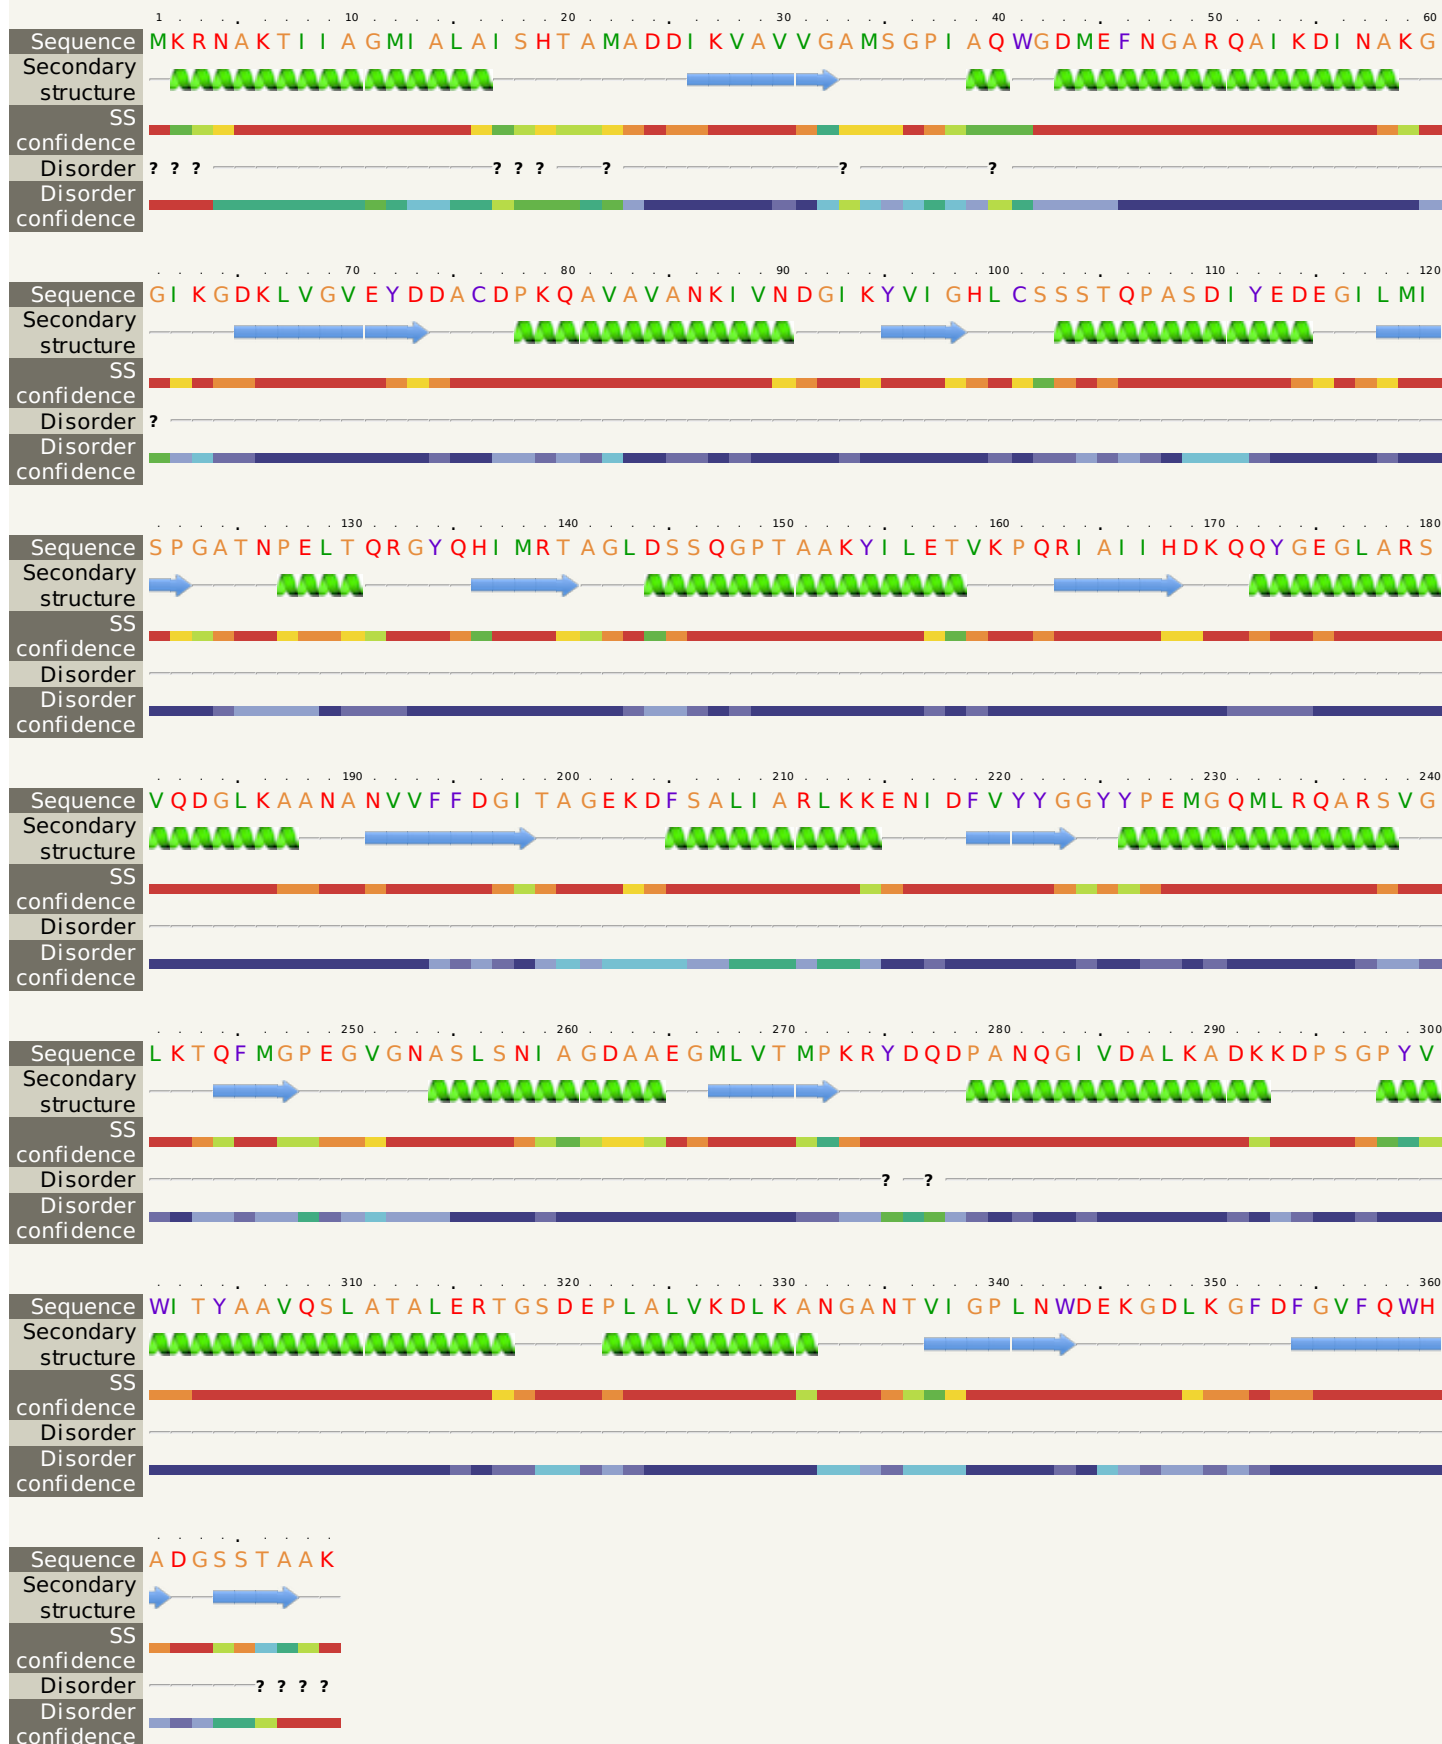 1 10 20 30 40 50 60
Sequence MKRNAKTIIAGMIALAISHTAMADDIKVAVVGAMSGPIAQWGDMEFNGARQAIKDINAKG
Secondary
structure
SS
confidence
Disorder ? ? ? ? ? ? ? ? ?
Disorder
confidence
70 80 90 100 110 120
Sequence GIKGDKLVGVEYDDACDPKQAVAVANKIVNDGIKYVIGHLCSSSTQPASDIYEDEGILMI
Secondary
structure
SS
confidence
Disorder ?
Disorder
confidence
130 140 150 160 170 180
Sequence SPGATNPELTQRGYQHIMRTAGLDSSQGPTAAKYILETVKPQRIAIIHDKQQYGEGLARS
Secondary
structure
SS
confidence
Disorder
Disorder
confidence
190 200 210 220 230 240
Sequence VQDGLKAANANVVFFDGITAGEKDFSALIARLKKENIDFVYYGGYYPEMGQMLRQARSVG
Secondary
structure
SS
confidence
Disorder
Disorder
confidence
250 260 270 280 290 300
Sequence LKTQFMGPEGVGNASLSNIAGDAAEGMLVTMPKRYDQDPANQGIVDALKADKKDPSGPYV
Secondary
structure
SS
confidence
Disorder ? ?
Disorder
confidence
310 320 330 340 350 360
Sequence WITYAAVQSLATALERTGSDEPLALVKDLKANGANTVIGPLNWDEKGDLKGFDFGVFQWH
Secondary
structure
SS
confidence
Disorder
Disorder
confidence
Sequence ADGSSTAAK
Secondary
structure
SS
confidence
Disorder ? ? ? ?
Disorder
confidence